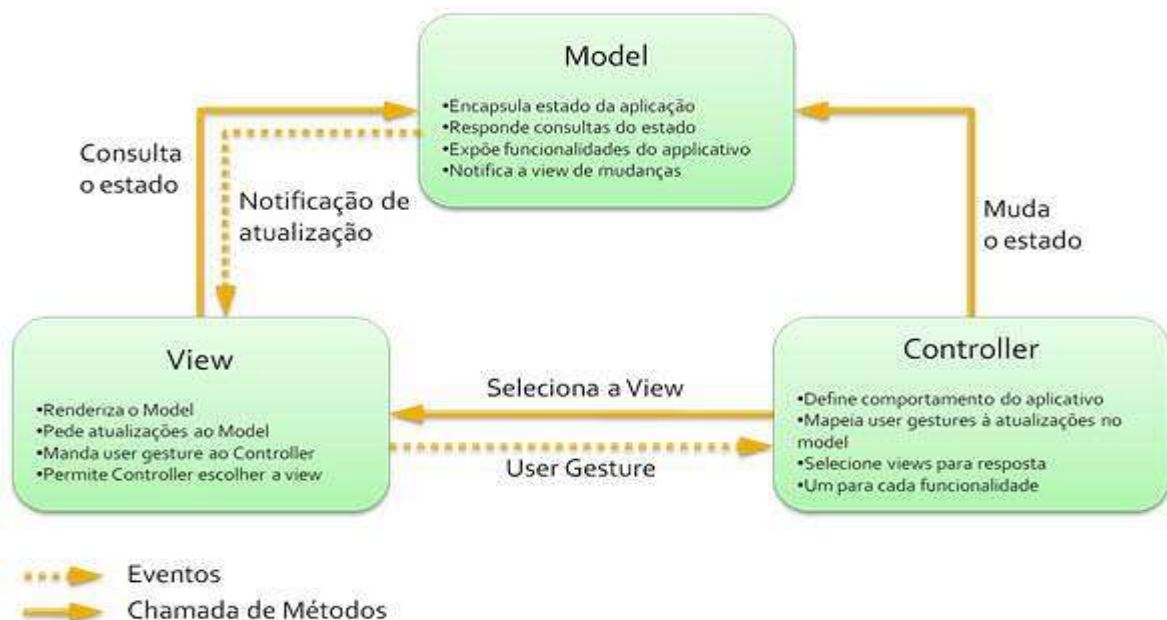 Model
•Encapsula estado da aplicação
•Responde consultas do estado
•Expõe funcionalidades do applicativo
•Notifica a view de mudanças
Consulta
o estado
Notificação de
atualização
Muda
o estado
View
•Renderiza o Model
•Pede atualizações ao Model
•Manda user gesture ao Controller
•Permite Controller escolher a view
Seleciona a View
User Gesture
Controller
•Define comportamento do aplicativo
•Mapeia user gestures à atualizações no
model
•Selecione views para resposta
•Um para cada funcionalidade
Eventos
Chamada de Métodos